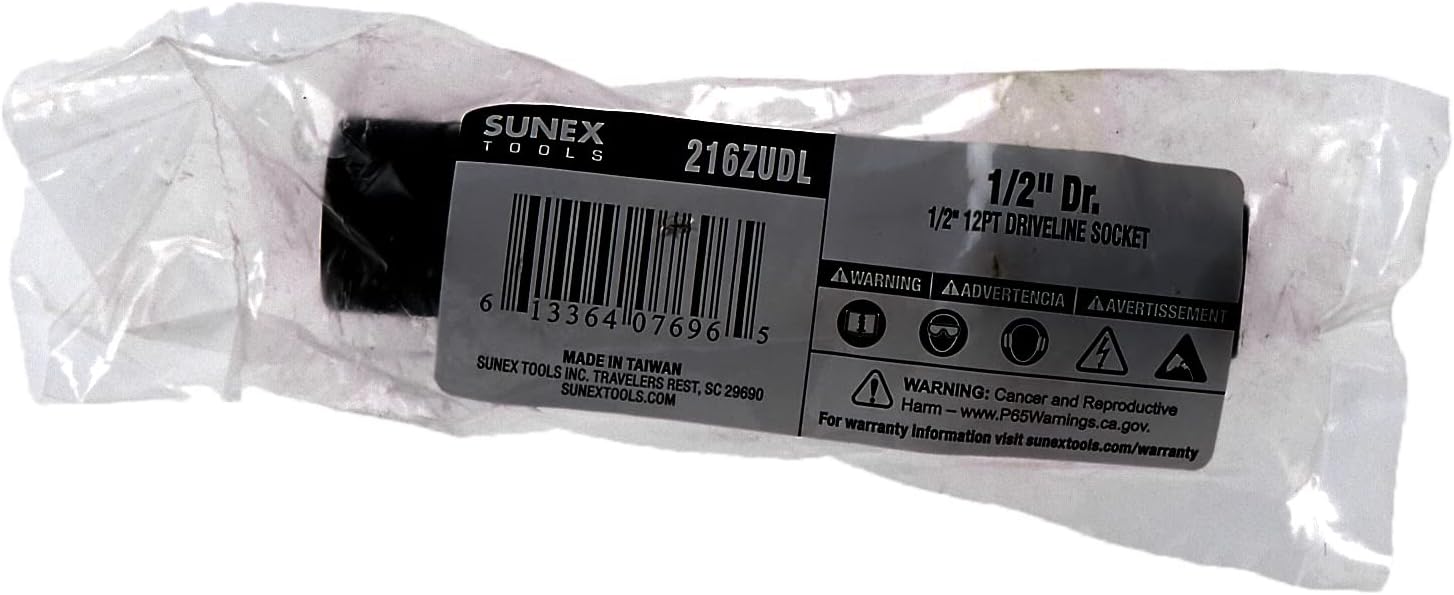 SUNEX
TOOLS
216ZUDL
6 13364 07696 5
MADE IN TAIWAN
SUNEX TOOLS INC. TRAVELERS REST, SC 29690
SUNEXTOOLS.COM
1/2" Dr.
1/2" 12PT DRIVELINE SOCKET
WARNING
ADVERTENCIA
AVERTISSEMENT
WARNING: Cancer and Reproductive
Harm – www.P65Warnings.ca.gov.
For warranty information visit sunextools.com/warranty